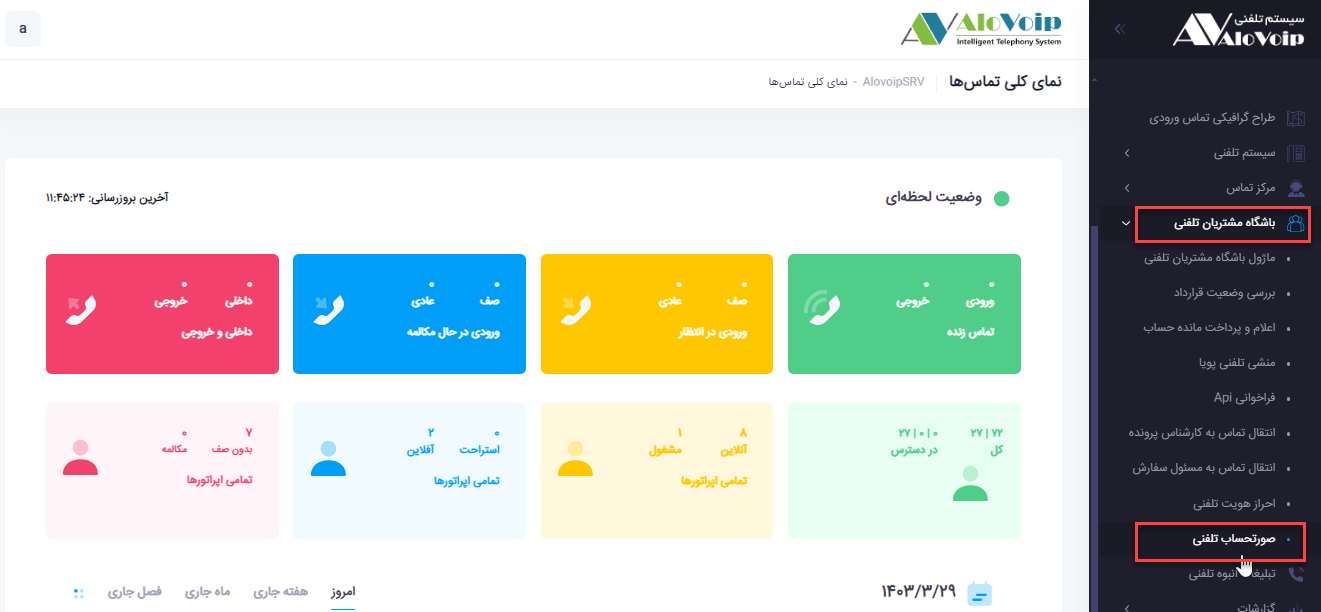 سیستم تلفنی
AloVoip
طراح گرافیکی تماس ورودی
سیستم تلفنی
مرکز تماس
باشگاه مشتریان تلفنی
ماژول باشگاه مشتریان تلفنی
بررسی وضعیت قرارداد
اعلام و پرداخت مانده حساب
منشی تلفنی پویا
فراخوانی Api
انتقال تماس به کارشناس پرونده
انتقال تماس به مسئول سفارش
احراز هویت تلفنی
صورتحساب تلفنی
انبوه تلفنی
گزارشات
AloVoip
Intelligent Telephony System
a
نمای کلی تماس‌ها
AlovoipSRV - نمای کلی تماس‌ها
وضعیت لحظه‌ای
آخرین بروزرسانی: ۱۱:۴۵:۲۴
۰ ۰
ورودی خروجی
تماس زنده
۰ ۰
صف عادی
ورودی در انتظار
۰ ۰
صف عادی
ورودی در حال مکالمه
۰ ۰
داخلی خروجی
داخلی و خروجی
۲۷ | ۷۲ ۲۷ | ۰ | ۰
کل در دسترس
۸ ۱
آنلاین مشغول
تمامی اپراتورها
۰ ۲
استراحت آفلاین
تمامی اپراتورها
۷ ۰
بدون صف مکالمه
تمامی اپراتورها
۱۴۰۳/۳/۲۹
امروز هفته جاری ماه جاری فصل جاری